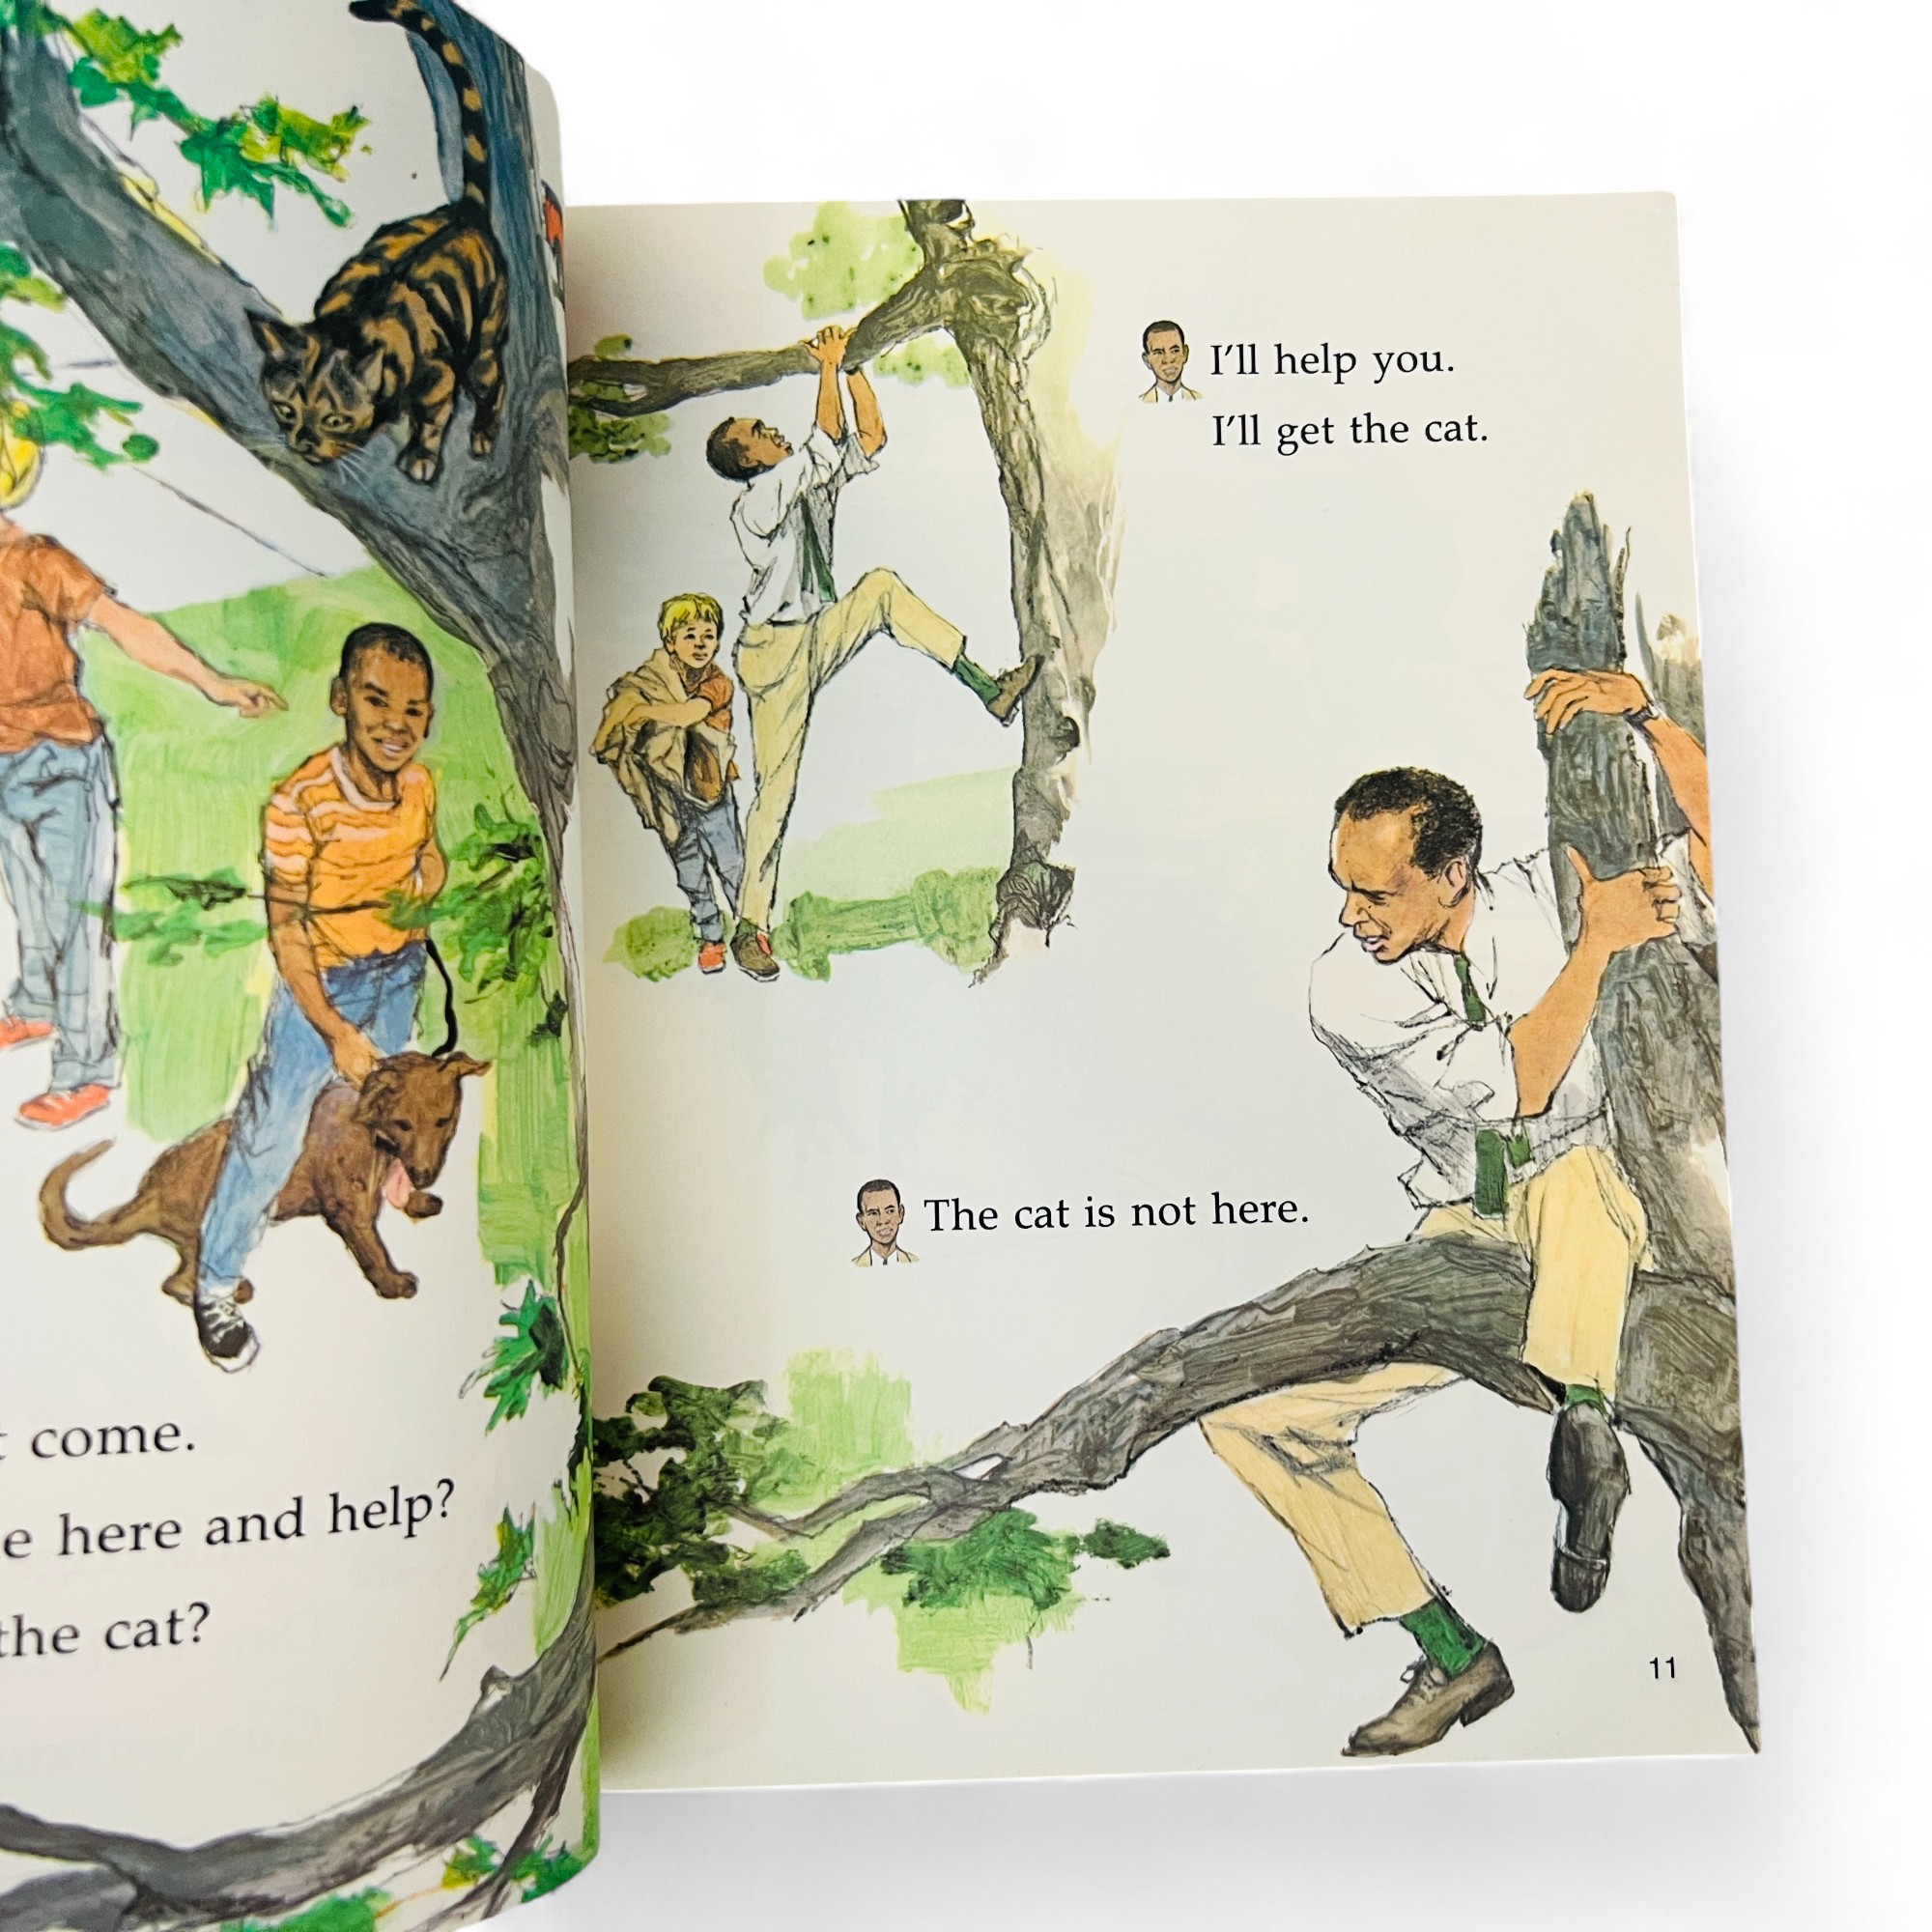 come.
here and help?
the cat?
I'll help you.
I'll get the cat.
The cat is not here.
11